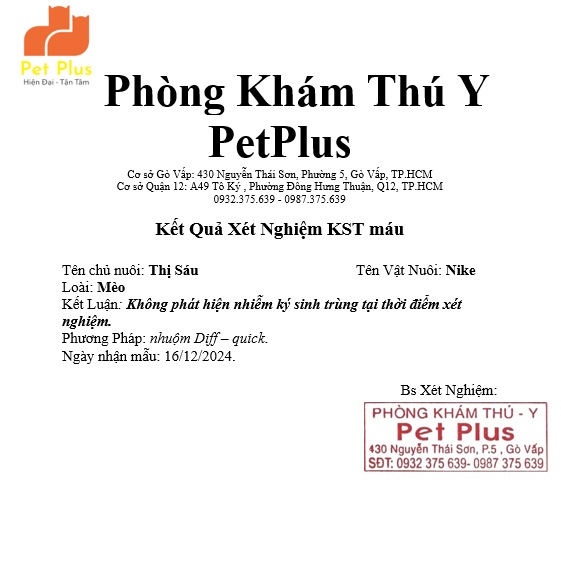 Pet Plus
Hiện Đại - Tận Tâm
Phòng Khám Thú Y
PetPlus
Cơ sở Gò Vấp: 430 Nguyễn Thái Sơn, Phường 5, Gò Vấp, TP.HCM
Cơ sở Quận 12: A49 Tô Ký , Phường Đông Hưng Thuận, Q12, TP.HCM
0932.375.639 - 0987.375.639
Kết Quả Xét Nghiệm KST máu
Tên chủ nuôi: Thị Sáu Tên Vật Nuôi: Nike
Loài: Mèo
Kết Luận: Không phát hiện nhiễm ký sinh trùng tại thời điểm xét
nghiệm.
Phương Pháp: nhuộm Diff – quick.
Ngày nhận mẫu: 16/12/2024.
Bs Xét Nghiệm:
PHÒNG KHÁM THÚ - Y
Pet Plus
430 Nguyễn Thái Sơn, P.5 , Gò Vấp
SĐT: 0932 375 639- 0987 375 639